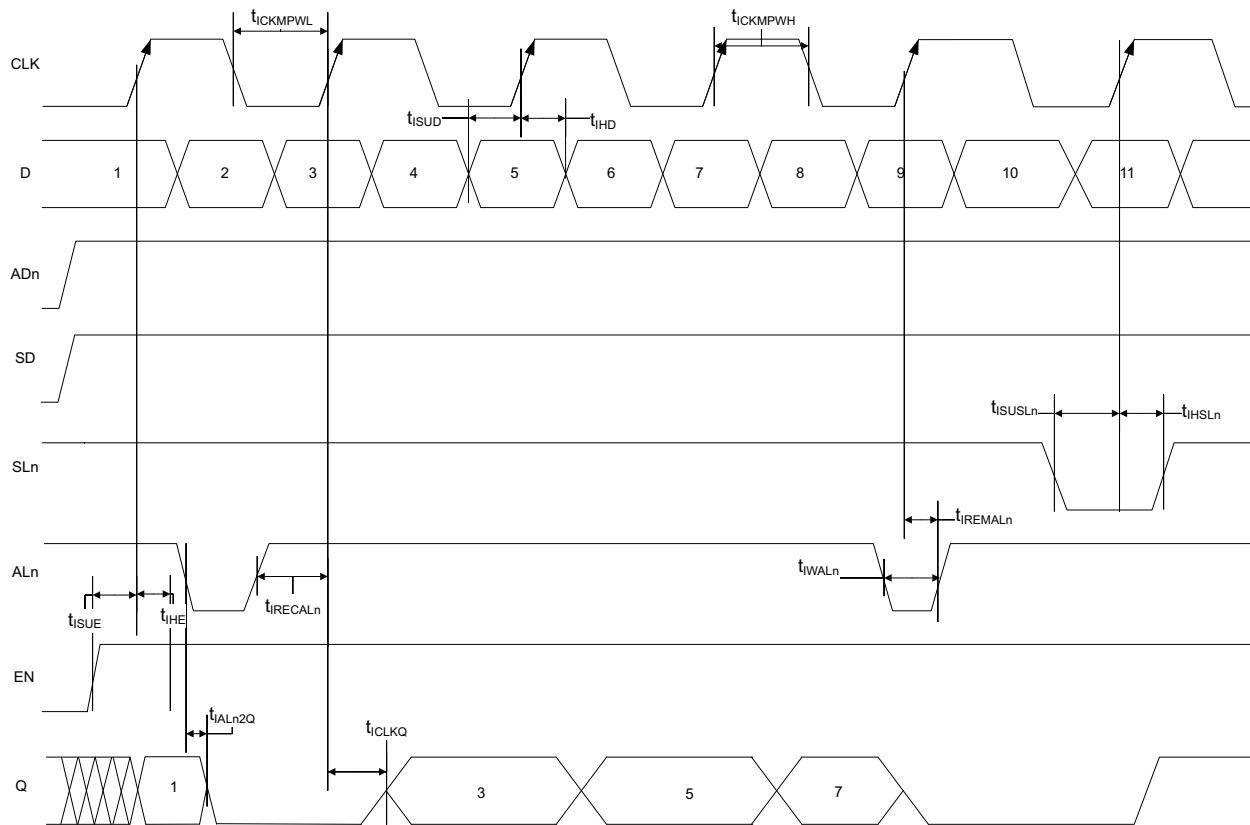 tICKMPWL
tICKMPWH
CLK
tISUD
tIHD
D
1 2 3 4 5 6 7 8 9 10 11
ADn
SD
tISUSLn
tIHSLn
SLn
tIREMALn
ALn
tIWALn
tISUE
tIHE
tIRECALn
EN
tIALn2Q
tICLKQ
Q
1 3 5 7